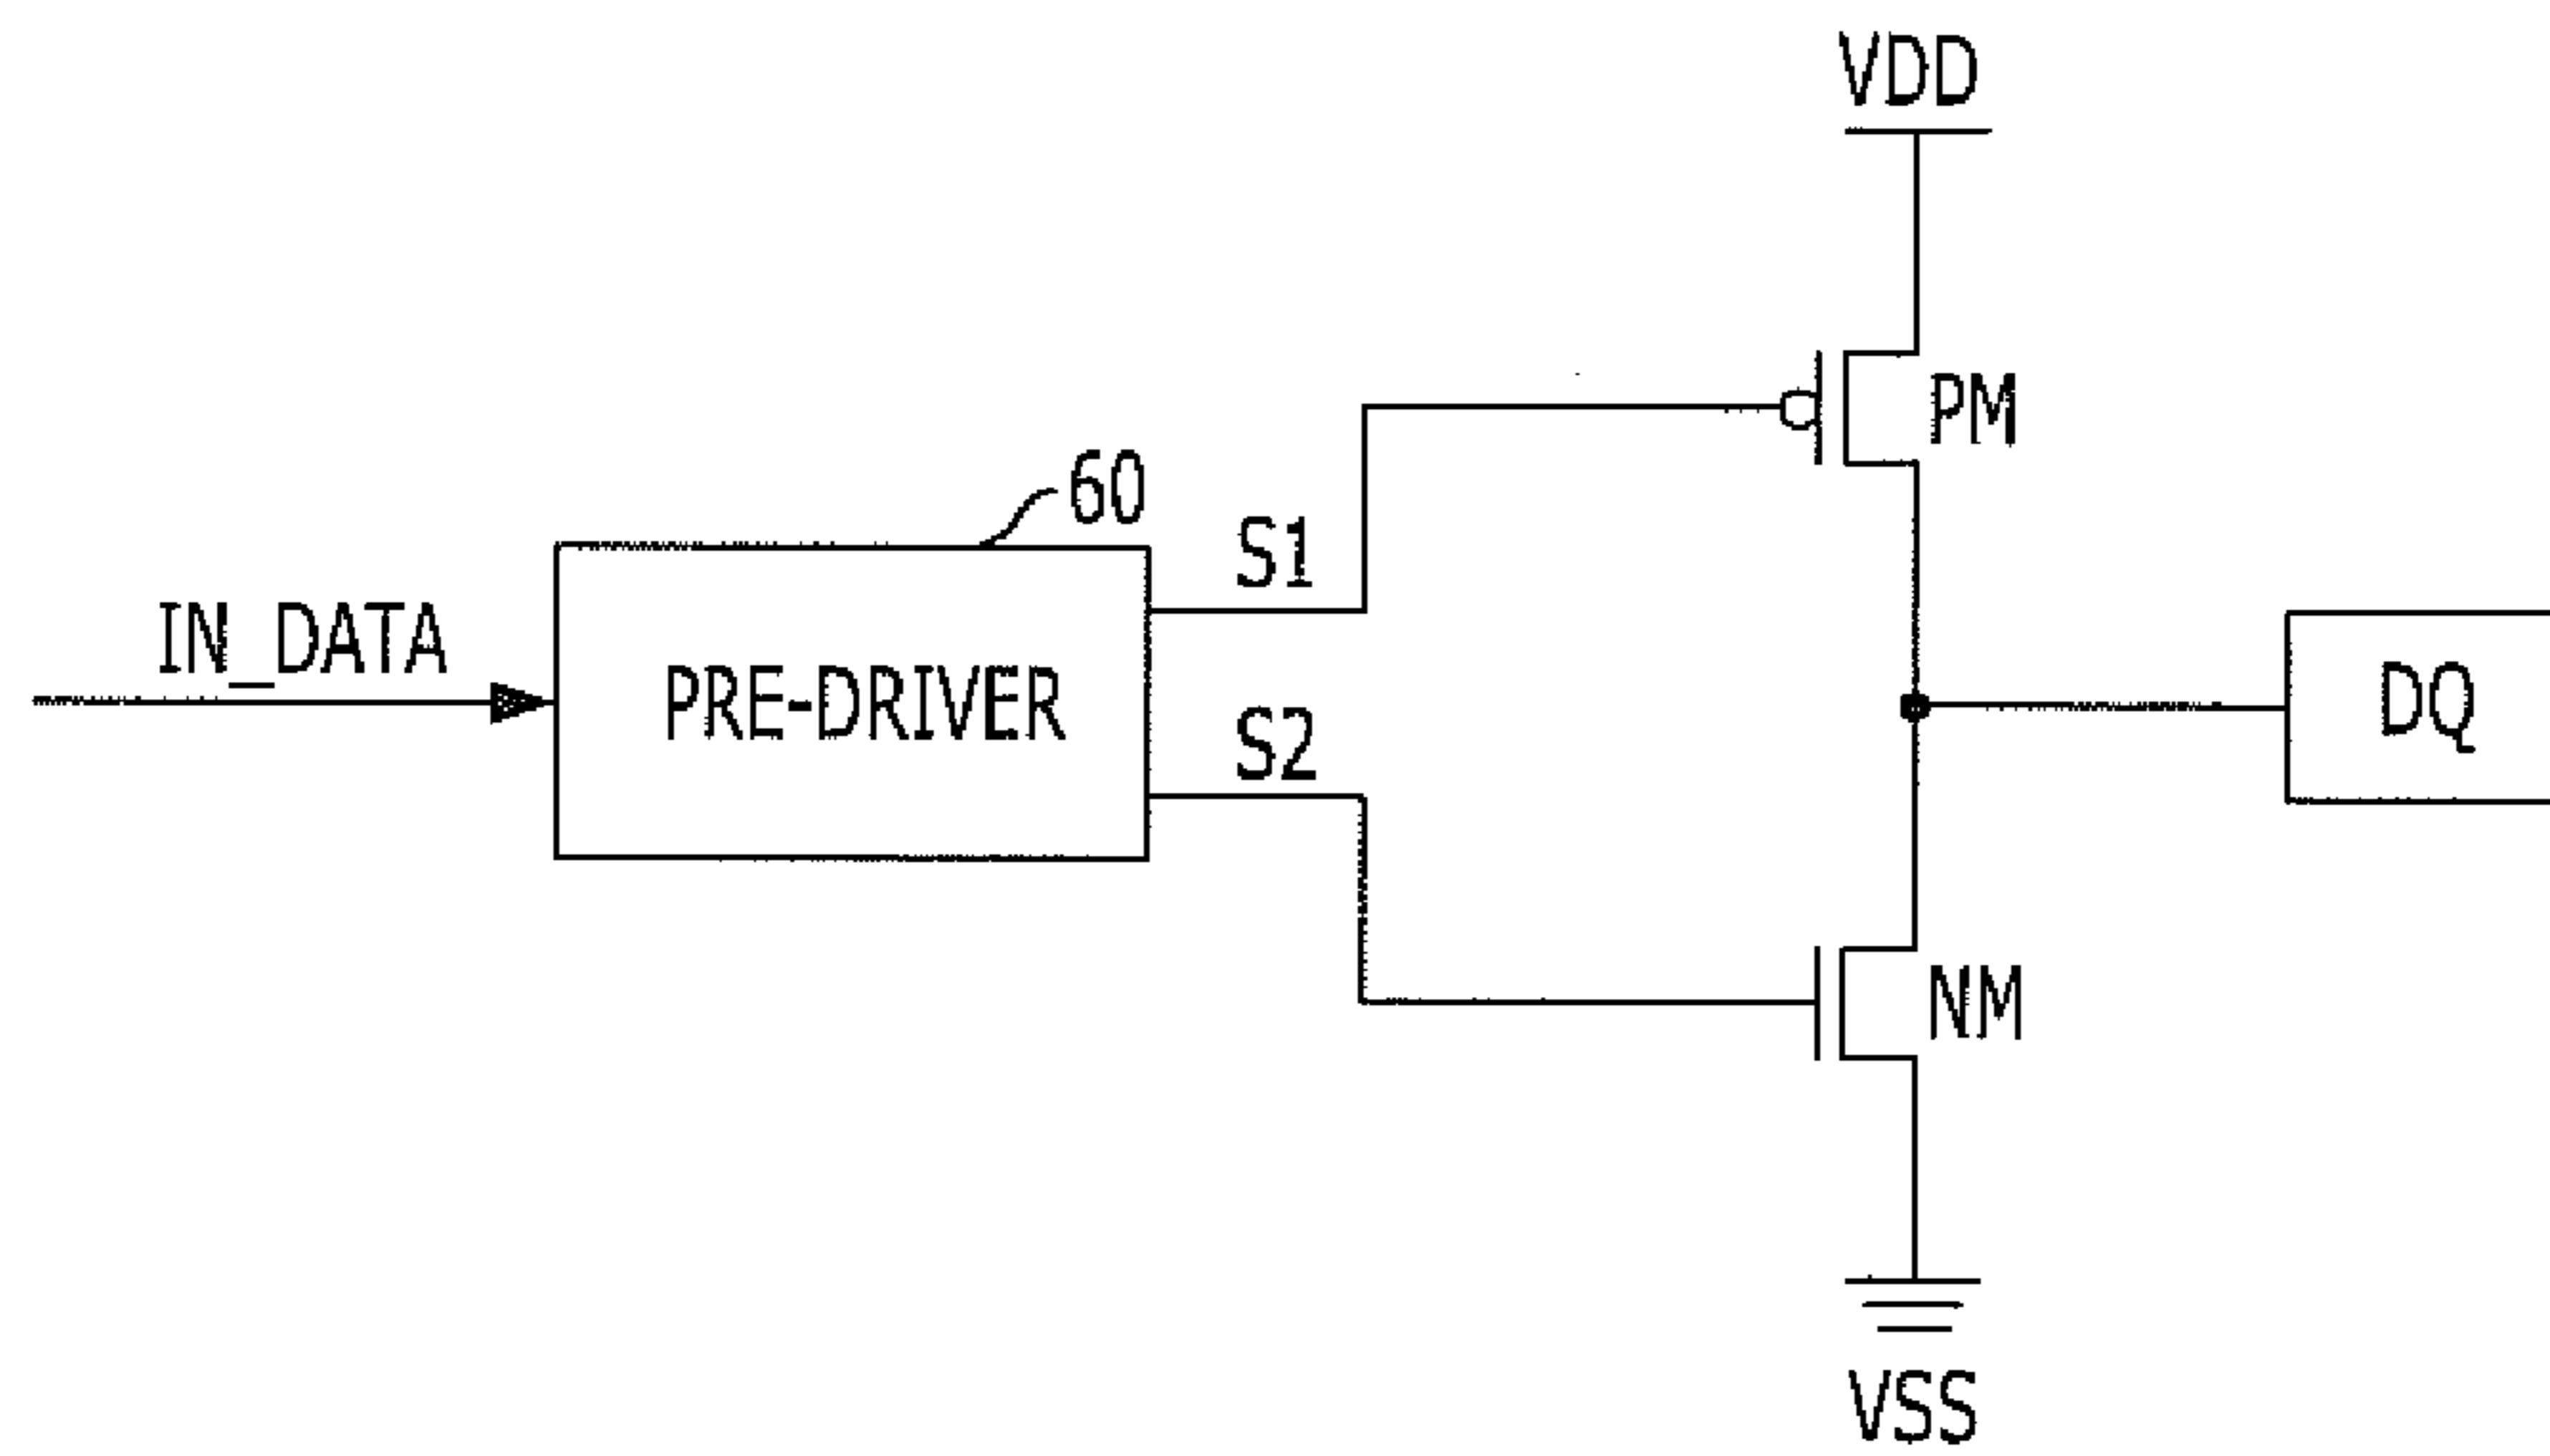 VDD
PM
60
S1
IN_DATA
PRE-DRIVER
DQ
S2
NM
VSS